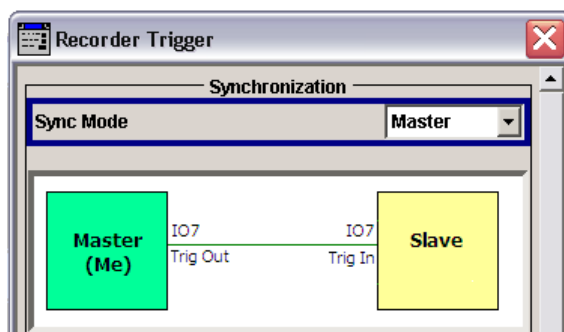 Recorder Trigger
Synchronization
Sync Mode Master
Master
(Me)
IO7
Trig Out
IO7
Trig In
Slave